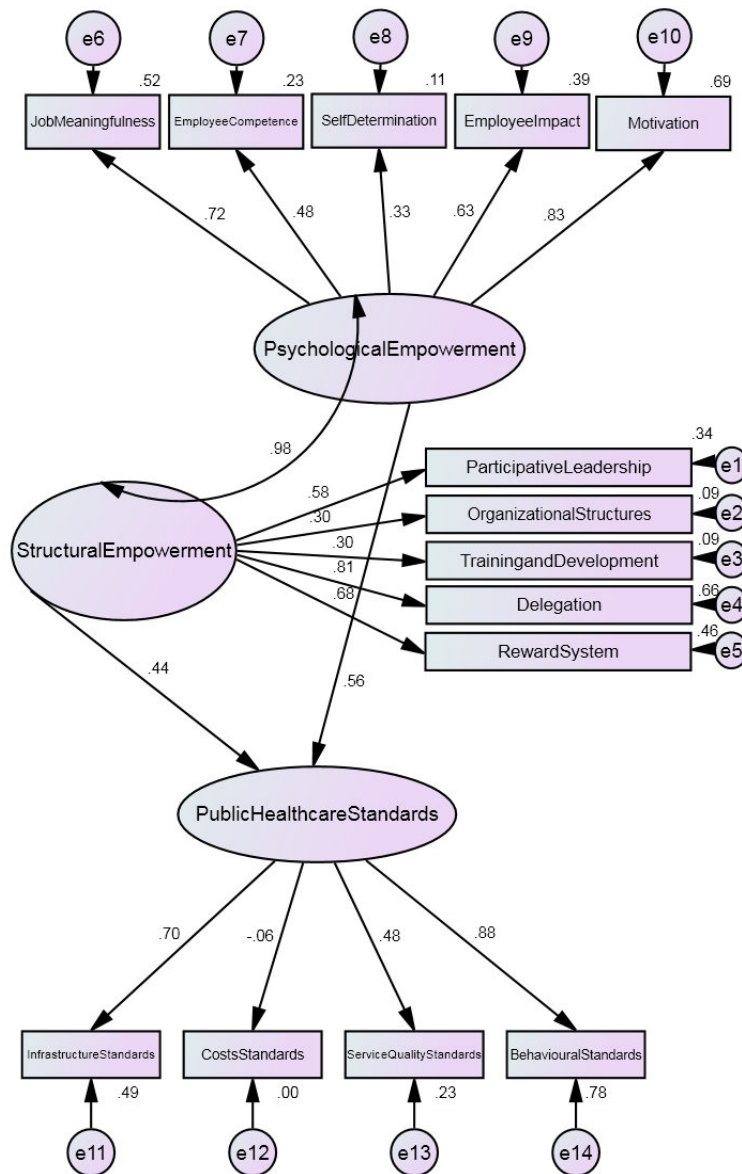 e6 e7 e8 e9 e10
.52 .23 .11 .39 .69
JobMeaningfulness EmployeeCompetence SelfDetermination EmployeeImpact Motivation
.72 .48 .33 .63 .83
PsychologicalEmpowerment
.98
.34
ParticipativeLeadership e1
.58
.09
OrganizationalStructures e2
.30
.09
TrainingandDevelopment e3
.30
StructuralEmpowerment
.81
.66
Delegation e4
.68
.46
RewardSystem e5
.44 .56
PublicHealthcareStandards
.70 -.06 .48 .88
InfrastructureStandards CostsStandards ServiceQualityStandards BehaviouralStandards
.49 .00 .23 .78
e11 e12 e13 e14